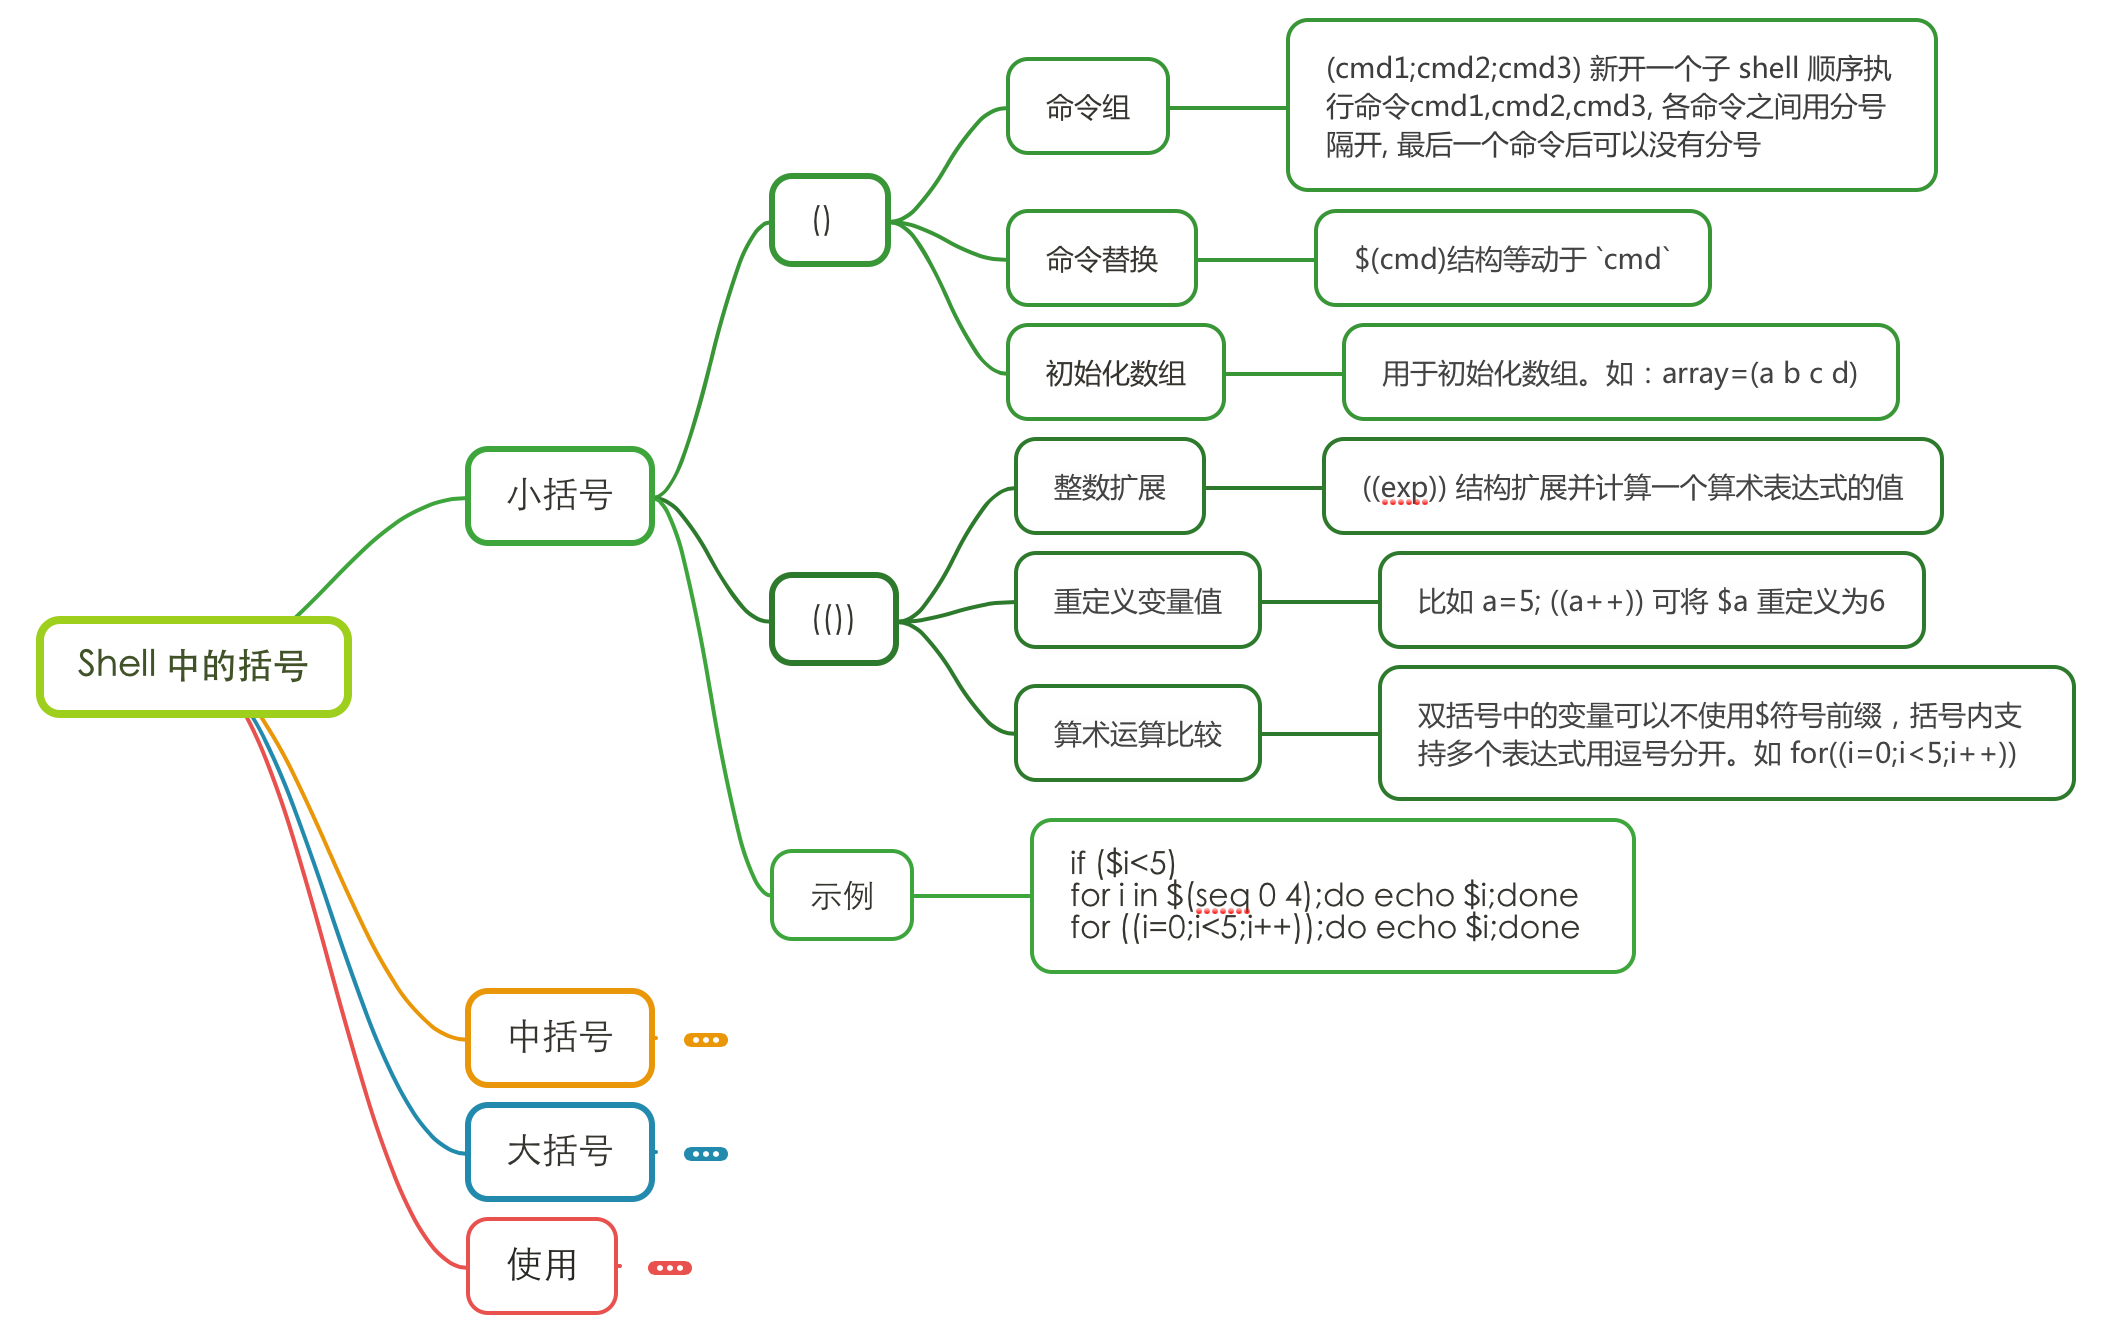 Shell 中的括号
小括号
()
命令组
(cmd1;cmd2;cmd3) 新开一个子 shell 顺序执
行命令cmd1,cmd2,cmd3, 各命令之间用分号
隔开, 最后一个命令后可以没有分号
命令替换
$(cmd)结构等动于 `cmd`
初始化数组
用于初始化数组。如：array=(a b c d)
(())
整数扩展
((exp)) 结构扩展并计算一个算术表达式的值
重定义变量值
比如 a=5; ((a++)) 可将 $a 重定义为6
算术运算比较
双括号中的变量可以不使用$符号前缀，括号内支
持多个表达式用逗号分开。如 for((i=0;i<5;i++))
示例
if ($i<5)
for i in $(seq 0 4);do echo $i;done
for ((i=0;i<5;i++));do echo $i;done
中括号
大括号
使用